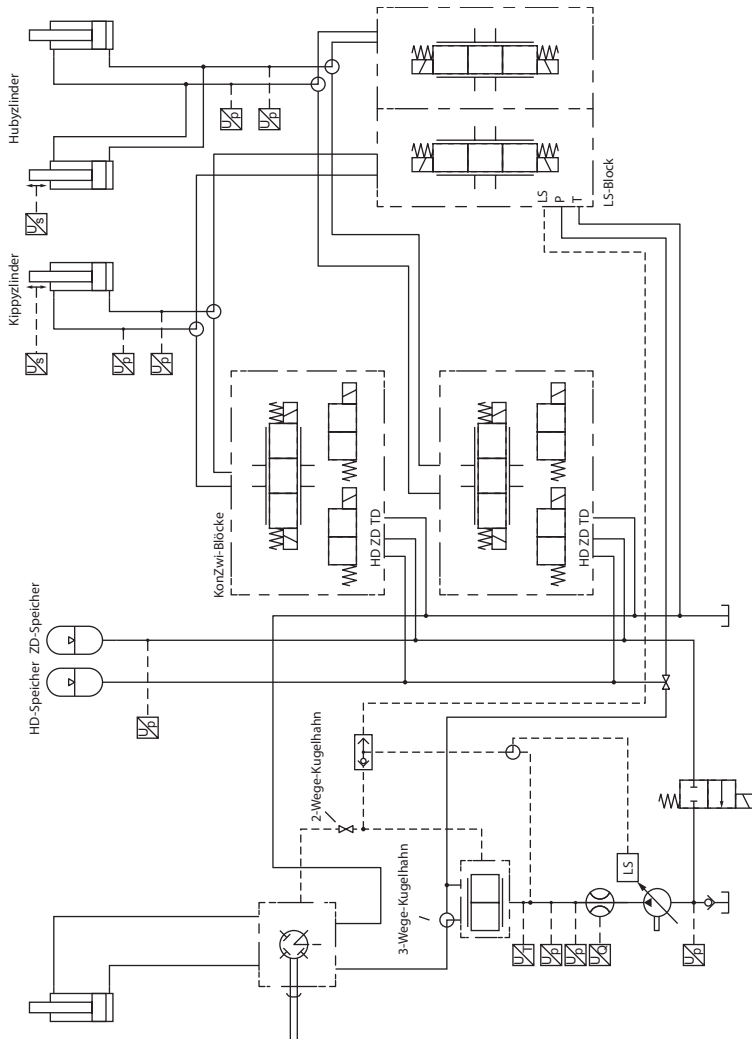 HD-Speicher
ZD-Speicher
Kippyzlinder
Hubyzlinder
U/s
U/s
U/p
U/p
U/p
U/p
U/p
KonZwi-Blöcke
2-Wege-Kugelhahn
HD ZD TD
3-Wege-Kugelhahn
U/T
U/p
U/p
U/Q
LS
LS
P
T
LS-Block
HD ZD TD
U/p